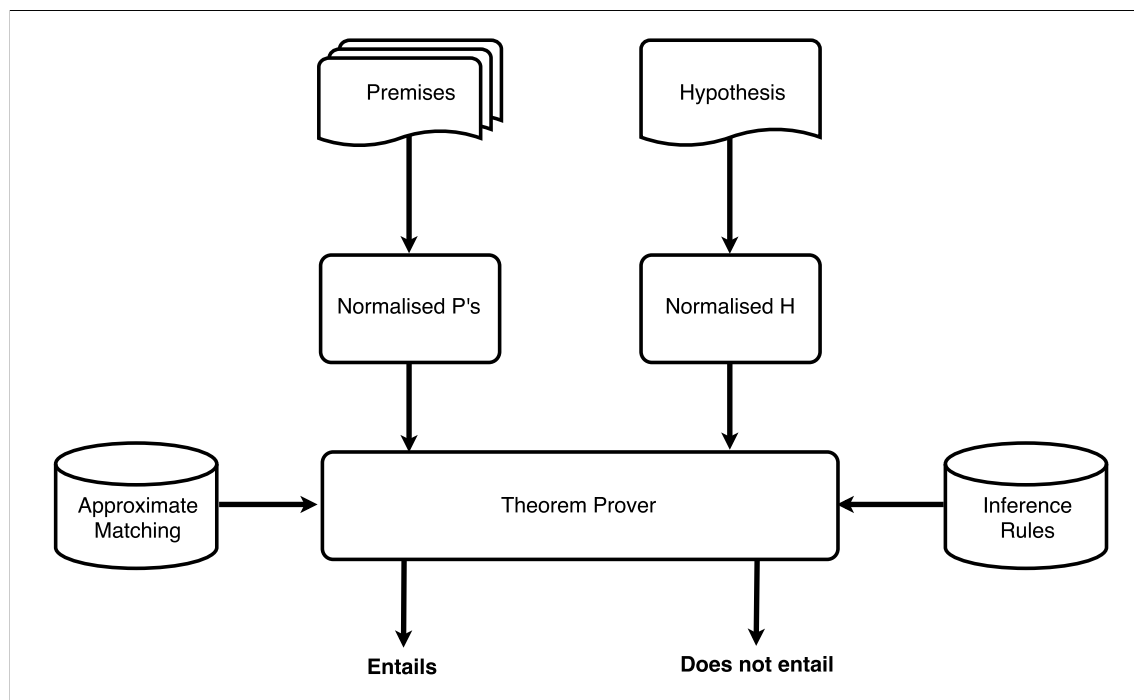 Premises
Hypothesis
Normalised P's
Normalised H
Approximate
Matching
Theorem Prover
Inference
Rules
Entails
Does not entail